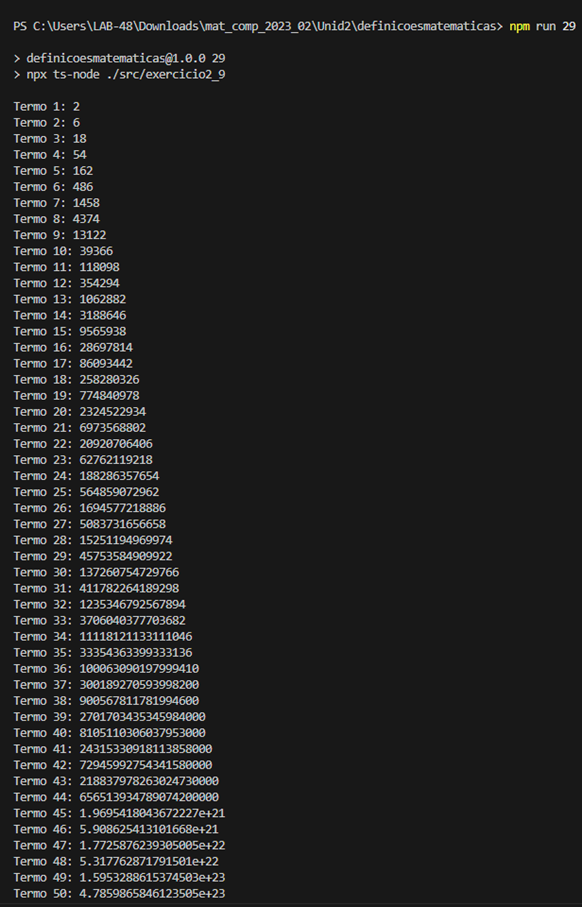 PS C:\Users\LAB-48\Downloads\mat_comp_2023_02\Unid2\definicoesmatematicas> npm run 29
> definicoesmatematicas@1.0.0 29
> npx ts-node ./src/exercicio2_9
Termo 1: 2
Termo 2: 6
Termo 3: 18
Termo 4: 54
Termo 5: 162
Termo 6: 486
Termo 7: 1458
Termo 8: 4374
Termo 9: 13122
Termo 10: 39366
Termo 11: 118098
Termo 12: 354294
Termo 13: 1062882
Termo 14: 3188646
Termo 15: 9565938
Termo 16: 28697814
Termo 17: 86093442
Termo 18: 258280326
Termo 19: 774840978
Termo 20: 2324522934
Termo 21: 6973568802
Termo 22: 20920706406
Termo 23: 62762119218
Termo 24: 188286357654
Termo 25: 564859072962
Termo 26: 1694577218886
Termo 27: 5083731656658
Termo 28: 15251194969974
Termo 29: 45753584909922
Termo 30: 137260754729766
Termo 31: 411782264189298
Termo 32: 1235346792567894
Termo 33: 3706040377703682
Termo 34: 11118121133111046
Termo 35: 33354363399333136
Termo 36: 100063090197999410
Termo 37: 300189270593998200
Termo 38: 900567811781994600
Termo 39: 2701703435345984000
Termo 40: 8105110306037953000
Termo 41: 24315330918113858000
Termo 42: 72945992754341580000
Termo 43: 218837978263024730000
Termo 44: 656513934789074200000
Termo 45: 1.9695418043672227e+21
Termo 46: 5.908625413101668e+21
Termo 47: 1.7725876239305005e+22
Termo 48: 5.317762871791501e+22
Termo 49: 1.5953288615374503e+23
Termo 50: 4.7859865846123505e+23